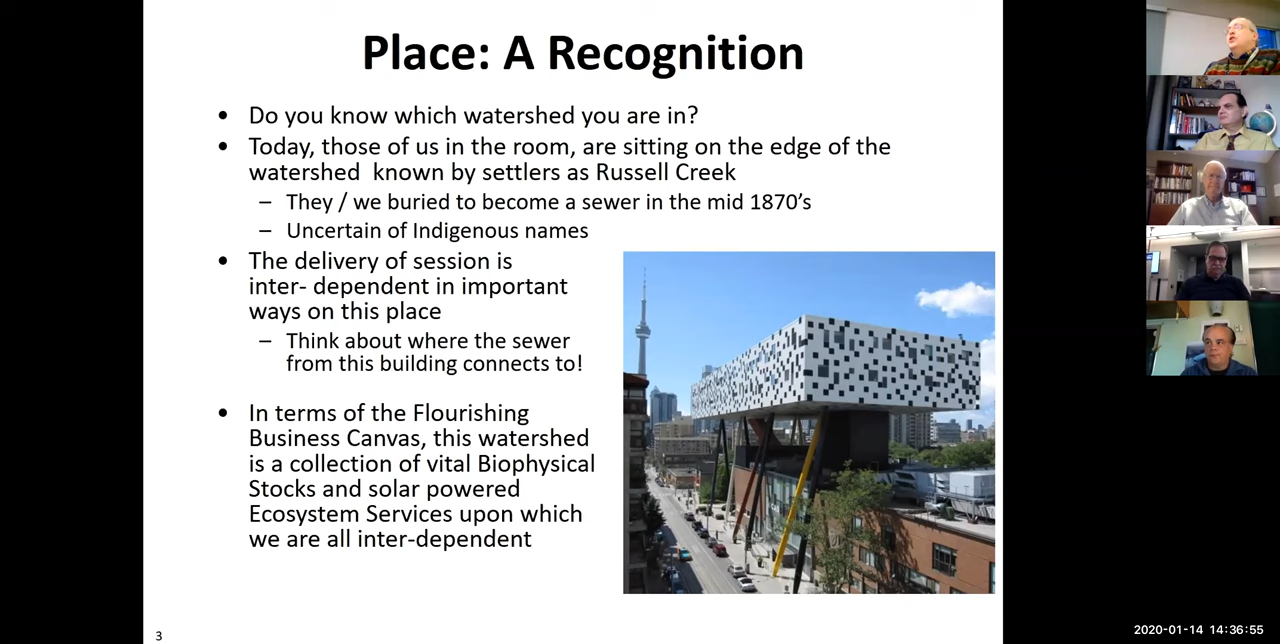 Place: A Recognition
• Do you know which watershed you are in?
• Today, those of us in the room, are sitting on the edge of the
watershed known by settlers as Russell Creek
– They / we buried to become a sewer in the mid 1870’s
– Uncertain of Indigenous names
• The delivery of session is
inter- dependent in important
ways on this place
– Think about where the sewer
from this building connects to!
• In terms of the Flourishing
Business Canvas, this watershed
is a collection of vital Biophysical
Stocks and solar powered
Ecosystem Services upon which
we are all inter-dependent
3
2020-01-14 14:36:55